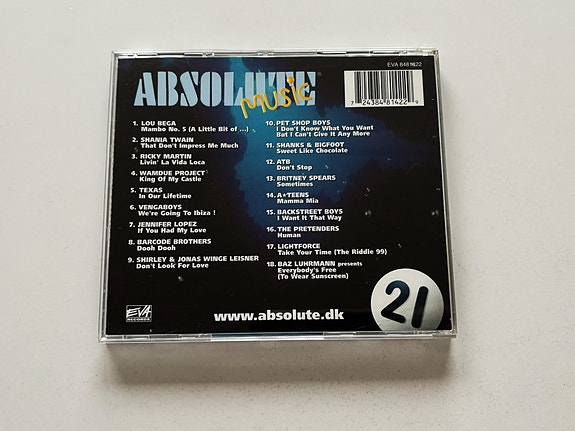 ABSOLUTE
music
EVA 8481422
7 24384 81422 9
1. LOU BEGA
Mambo No. 5 (A Little Bit of ...)
2. SHANIA TWAIN
That Don't Impress Me Much
3. RICKY MARTIN
Livin' La Vida Loca
4. WAMDUE PROJECT
King Of My Castle
5. TEXAS
In Our Lifetime
6. VENGABOYS
We're Going To Ibiza !
7. JENNIFER LOPEZ
If You Had My Love
8. BARCODE BROTHERS
Dooh Dooh
9. SHIRLEY & JONAS WINGE LEISNER
Don't Look For Love
10. PET SHOP BOYS
I Don't Know What You Want
But I Can't Give It Any More
11. SHANKS & BIGFOOT
Sweet Like Chocolate
12. ATB
Don't Stop
13. BRITNEY SPEARS
Sometimes
14. A★TEENS
Mamma Mia
15. BACKSTREET BOYS
I Want It That Way
16. THE PRETENDERS
Human
17. LIGHTFORCE
Take Your Time (The Riddle 99)
18. BAZ LUHRMANN presents
Everybody's Free
(To Wear Sunscreen)
EVA
RECORDS
www.absolute.dk
21